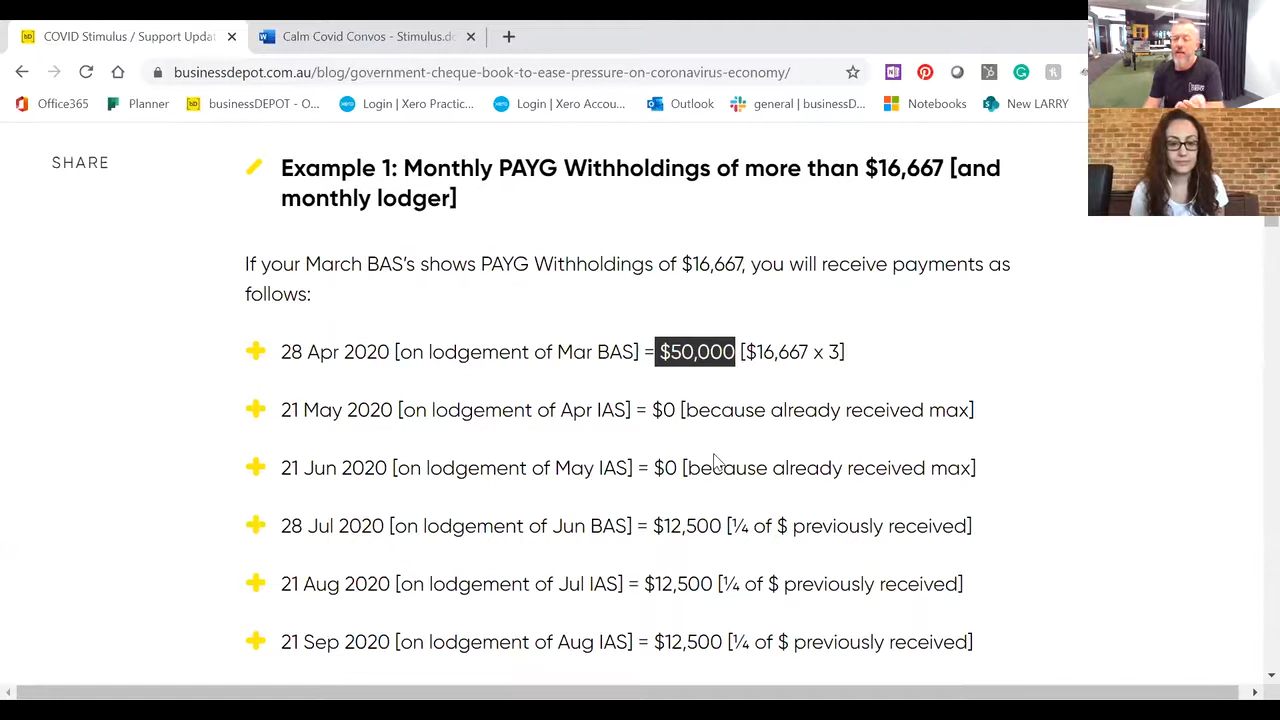 COVID Stimulus / Support Updat
Calm Covid Convos - Stimulus.do
businessdepot.com.au/blog/government-cheque-book-to-ease-pressure-on-coronavirus-economy/
Office365
Planner
businessDEPOT - O...
Login | Xero Practic...
Login | Xero Accou...
Outlook
general | businessD...
Notebooks
New LARRY
SHARE
Example 1: Monthly PAYG Withholdings of more than $16,667 [and
monthly lodger]
If your March BAS's shows PAYG Withholdings of $16,667, you will receive payments as
follows:
28 Apr 2020 [on lodgement of Mar BAS] = $50,000 [$16,667 x 3]
21 May 2020 [on lodgement of Apr IAS] = $0 [because already received max]
21 Jun 2020 [on lodgement of May IAS] = $0 [because already received max]
28 Jul 2020 [on lodgement of Jun BAS] = $12,500 [¼ of $ previously received]
21 Aug 2020 [on lodgement of Jul IAS] = $12,500 [¼ of $ previously received]
21 Sep 2020 [on lodgement of Aug IAS] = $12,500 [¼ of $ previously received]